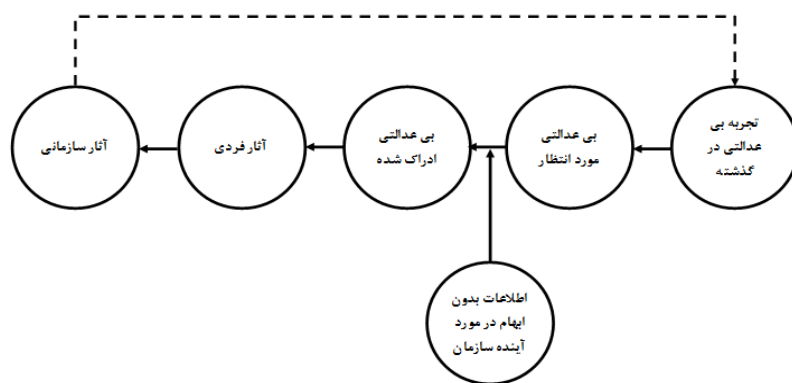 تجربه بی
عدالتی در
گذشته
بی عدالتی
مورد انتظار
بی عدالتی
ادراک شده
آثار فردی
آثار سازمانی
اطلاعات بدون
ابهام در مورد
آینده سازمان